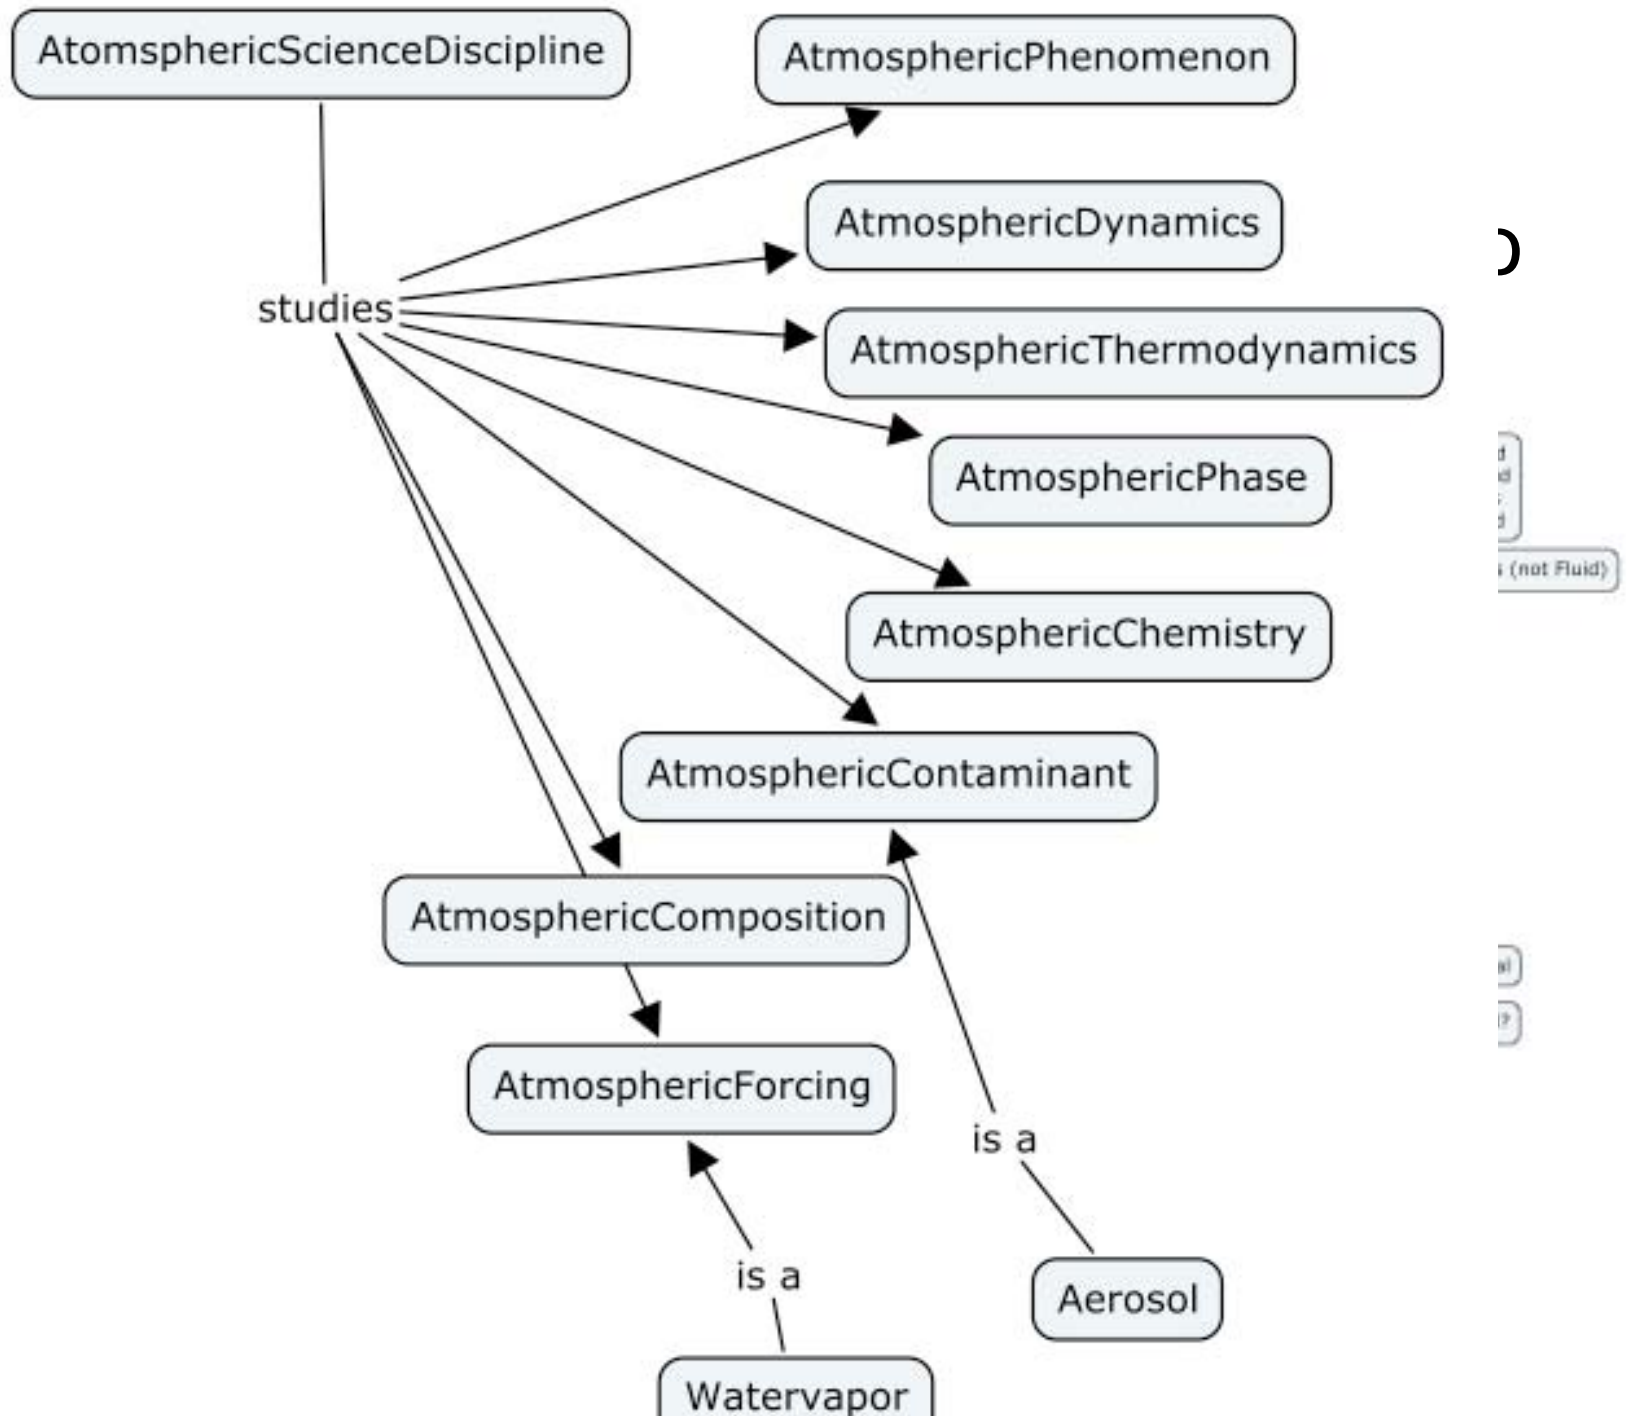 AtomsphericScienceDiscipline
AtmosphericPhenomenon
AtmosphericDynamics
studies
AtmosphericThermodynamics
AtmosphericPhase
(not Fluid)
AtmosphericChemistry
AtmosphericContaminant
AtmosphericComposition
AtmosphericForcing
is a
is a
Aerosol
Watervapor